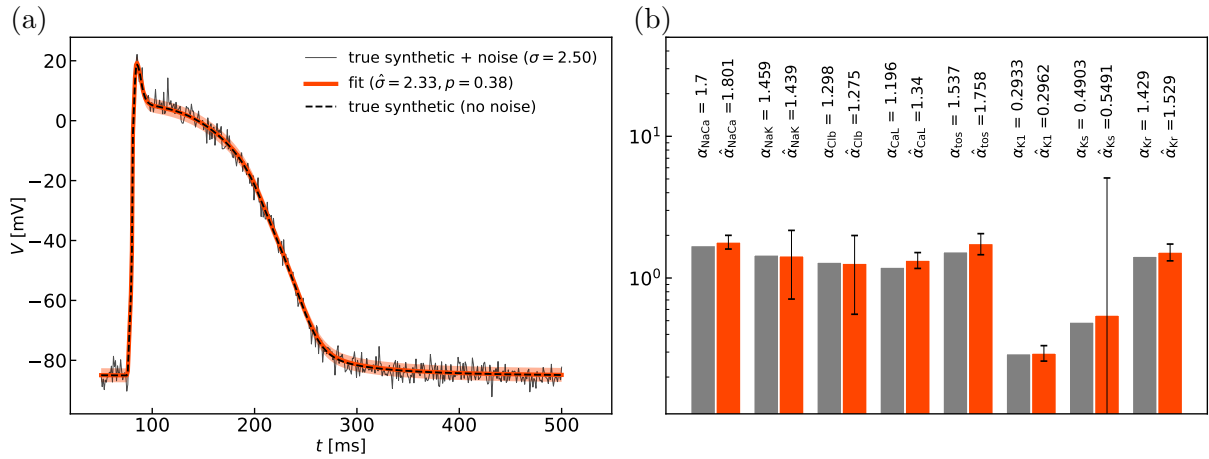 (a)
20
0
−20
−40
−60
−80
V [mV]
100
200
300
400
500
t [ms]
true synthetic + noise (σ = 2.50)
fit (σ̂ = 2.33, p = 0.38)
true synthetic (no noise)
(b)
10¹
10⁰
α_NaCa = 1.7
α̂_NaCa =1.801
α_NaK = 1.459
α̂_NaK =1.439
α_Clb = 1.298
α̂_Clb =1.275
α_CaL = 1.196
α̂_CaL =1.34
α_tos = 1.537
α̂_tos =1.758
α_K1 = 0.2933
α̂_K1 =0.2962
α_Ks = 0.4903
α̂_Ks =0.5491
α_Kr = 1.429
α̂_Kr =1.529